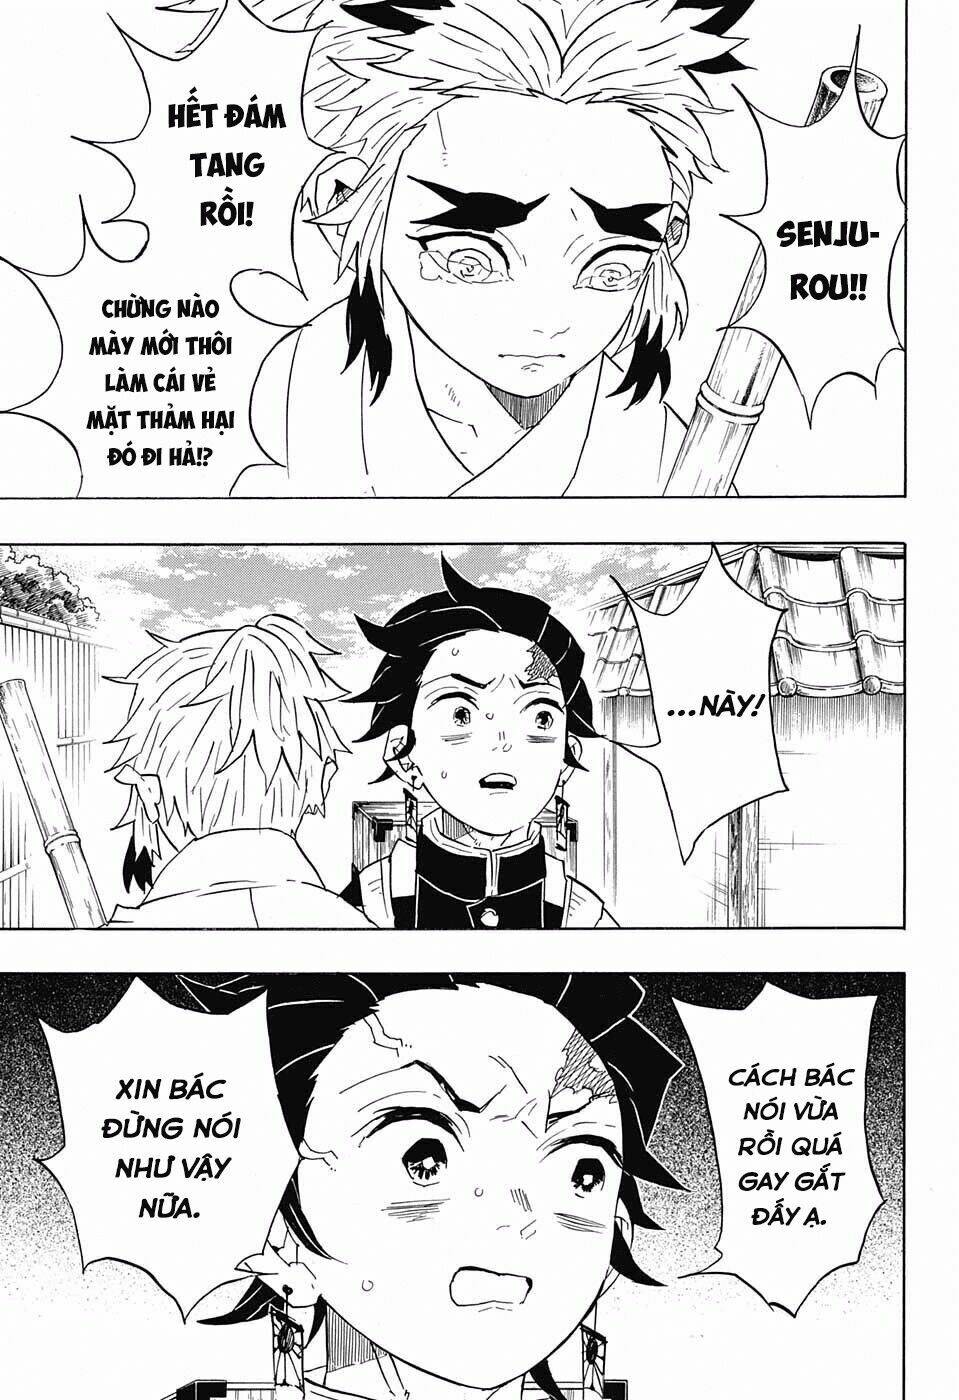 SENJU-
ROU!!
HẾT ĐÁM
TANG
RỒI!
CHỪNG NÀO
MÀY MỚI THÔI
LÀM CÁI VẺ
MẶT THẢM HẠI
ĐÓ ĐI HẢ!?
...NÀY!
CÁCH BÁC
NÓI VỪA
RỒI QUÁ
GAY GẮT
ĐẤY Ạ.
XIN BÁC
ĐỪNG NÓI
NHƯ VẬY
NỮA.